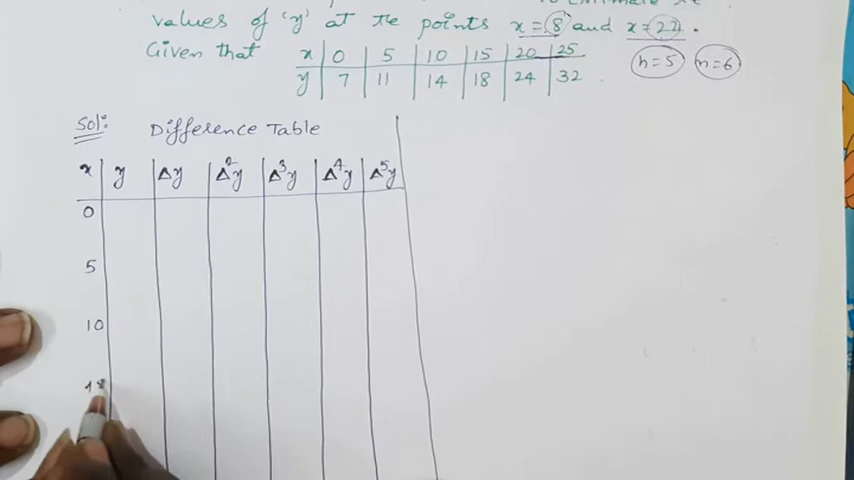 values of 'y' at the points x = 8 and x = 22 .
Given that x 0 5 10 15 20 25 h=5 n=6
y 7 11 14 18 24 32 .
Sol: Difference Table
x y Δy Δ²y Δ³y Δ⁴y Δ⁵y
0
5
10